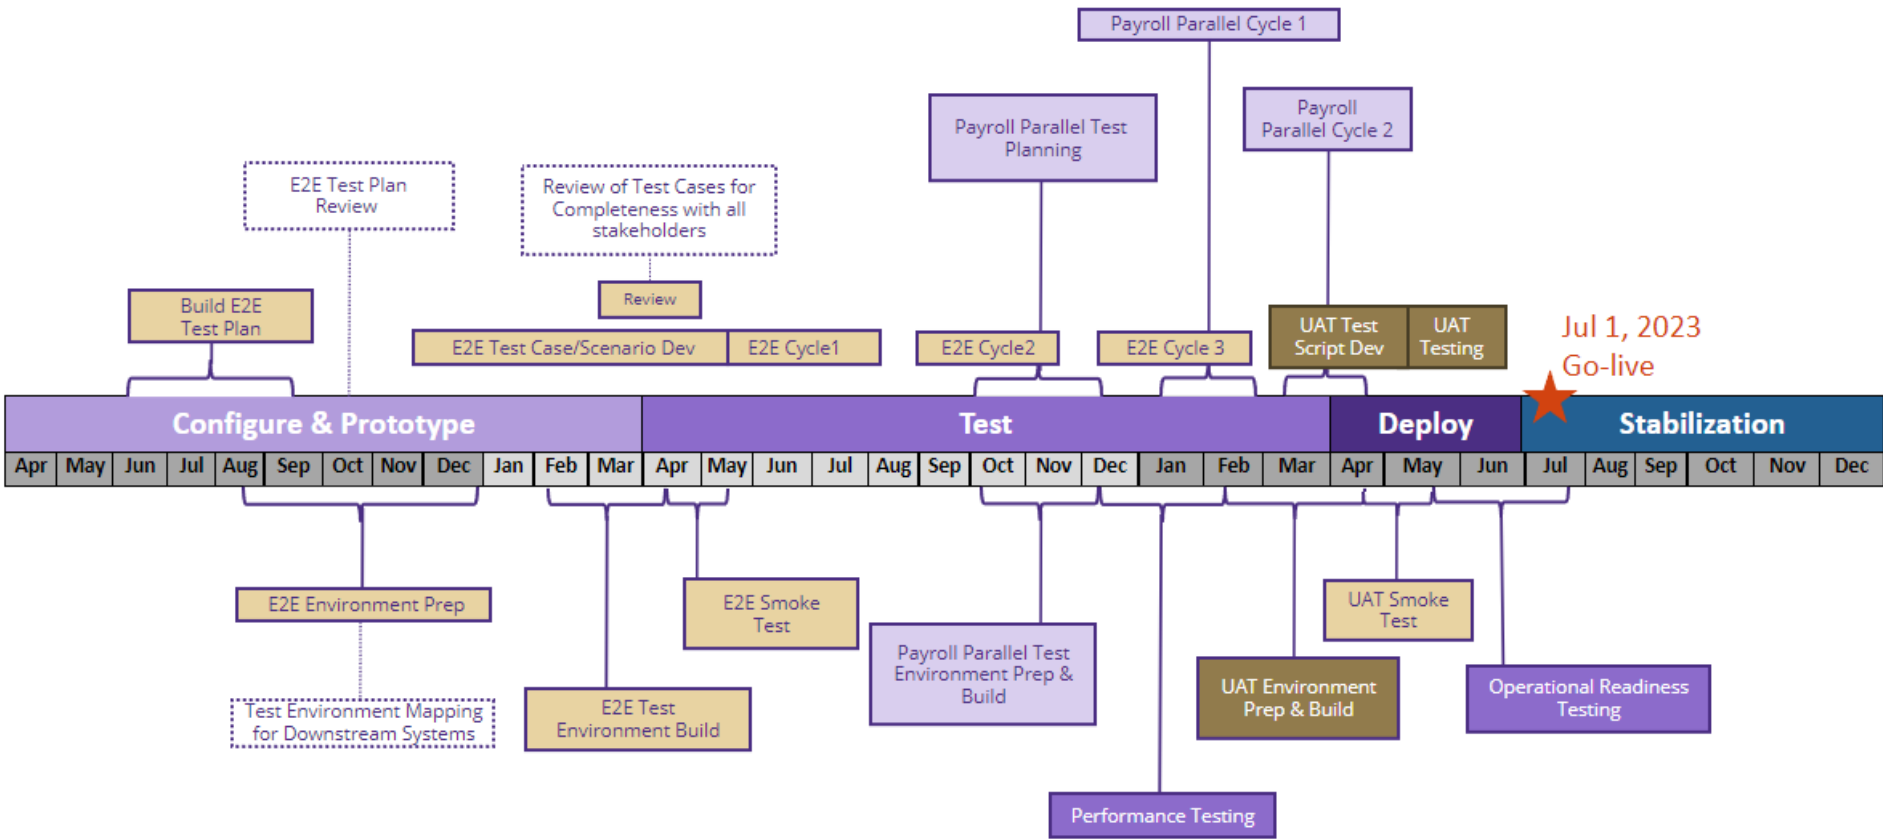 Payroll Parallel Cycle 1
Payroll Parallel Test
Planning
Payroll
Parallel Cycle 2
E2E Test Plan
Review
Review of Test Cases for
Completeness with all
stakeholders
Review
Build E2E
Test Plan
E2E Test Case/Scenario Dev
E2E Cycle1
E2E Cycle2
E2E Cycle 3
UAT Test
Script Dev
UAT
Testing
Jul 1, 2023
Go-live
Configure & Prototype
Test
Deploy
Stabilization
Apr May Jun Jul Aug Sep Oct Nov Dec Jan Feb Mar Apr May Jun Jul Aug Sep Oct Nov Dec Jan Feb Mar Apr May Jun Jul Aug Sep Oct Nov Dec
E2E Environment Prep
E2E Smoke
Test
UAT Smoke
Test
Payroll Parallel Test
Environment Prep &
Build
UAT Environment
Prep & Build
Operational Readiness
Testing
Test Environment Mapping
for Downstream Systems
E2E Test
Environment Build
Performance Testing